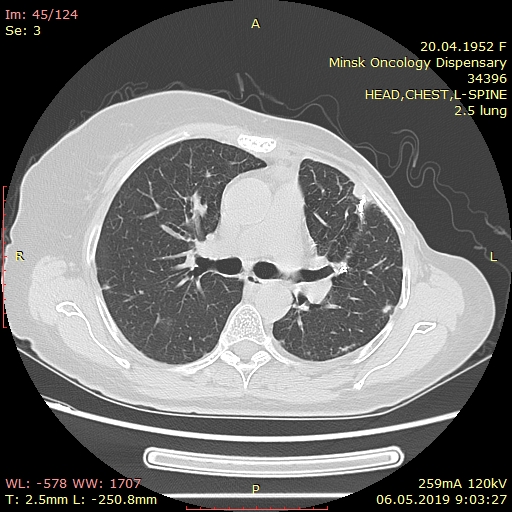 Im: 45/124
Se: 3
A
20.04.1952 F
Minsk Oncology Dispensary
34396
HEAD,CHEST,L-SPINE
2.5 lung
R
L
WL: -578 WW: 1707
T: 2.5mm L: -250.8mm
P
259mA 120kV
06.05.2019 9:03:27